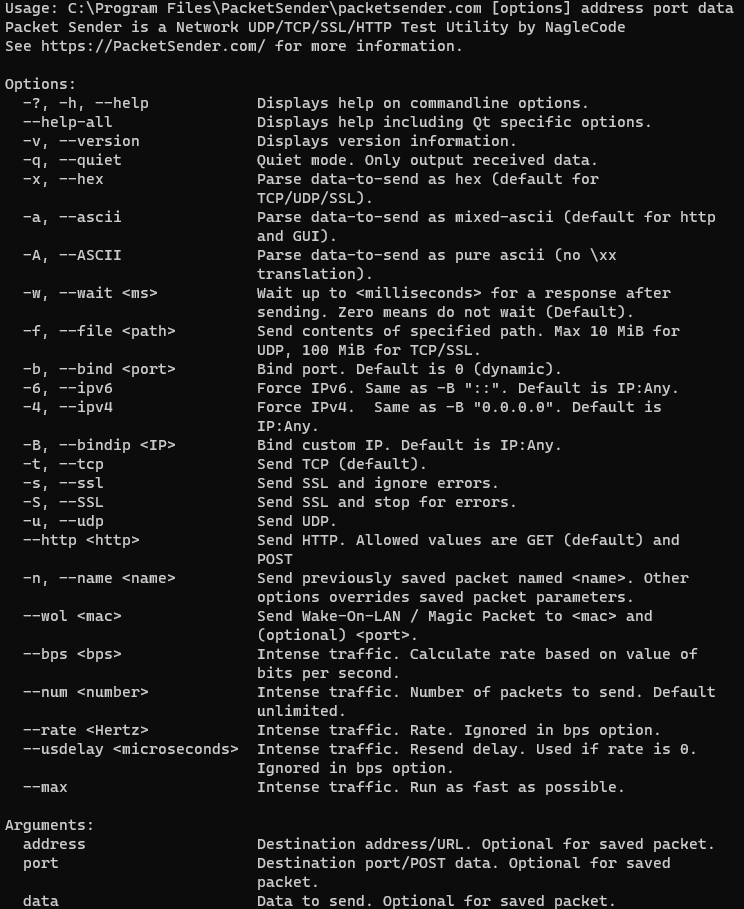 Usage: C:\Program Files\PacketSender\packetsender.com [options] address port data
Packet Sender is a Network UDP/TCP/SSL/HTTP Test Utility by NagleCode
See https://PacketSender.com/ for more information.

Options:
  -?, -h, --help            Displays help on commandline options.
  --help-all                Displays help including Qt specific options.
  -v, --version             Displays version information.
  -q, --quiet               Quiet mode. Only output received data.
  -x, --hex                 Parse data-to-send as hex (default for
                            TCP/UDP/SSL).
  -a, --ascii               Parse data-to-send as mixed-ascii (default for http
                            and GUI).
  -A, --ASCII               Parse data-to-send as pure ascii (no \xx
                            translation).
  -w, --wait <ms>           Wait up to <milliseconds> for a response after
                            sending. Zero means do not wait (Default).
  -f, --file <path>         Send contents of specified path. Max 10 MiB for
                            UDP, 100 MiB for TCP/SSL.
  -b, --bind <port>         Bind port. Default is 0 (dynamic).
  -6, --ipv6                Force IPv6. Same as -B "::". Default is IP:Any.
  -4, --ipv4                Force IPv4.  Same as -B "0.0.0.0". Default is
                            IP:Any.
  -B, --bindip <IP>         Bind custom IP. Default is IP:Any.
  -t, --tcp                 Send TCP (default).
  -s, --ssl                 Send SSL and ignore errors.
  -S, --SSL                 Send SSL and stop for errors.
  -u, --udp                 Send UDP.
  --http <http>             Send HTTP. Allowed values are GET (default) and
                            POST
  -n, --name <name>         Send previously saved packet named <name>. Other
                            options overrides saved packet parameters.
  --wol <mac>               Send Wake-On-LAN / Magic Packet to <mac> and
                            (optional) <port>.
  --bps <bps>               Intense traffic. Calculate rate based on value of
                            bits per second.
  --num <number>            Intense traffic. Number of packets to send. Default
                            unlimited.
  --rate <Hertz>            Intense traffic. Rate. Ignored in bps option.
  --usdelay <microseconds>  Intense traffic. Resend delay. Used if rate is 0.
                            Ignored in bps option.
  --max                     Intense traffic. Run as fast as possible.

Arguments:
  address                   Destination address/URL. Optional for saved packet.
  port                      Destination port/POST data. Optional for saved
                            packet.
  data                      Data to send. Optional for saved packet.